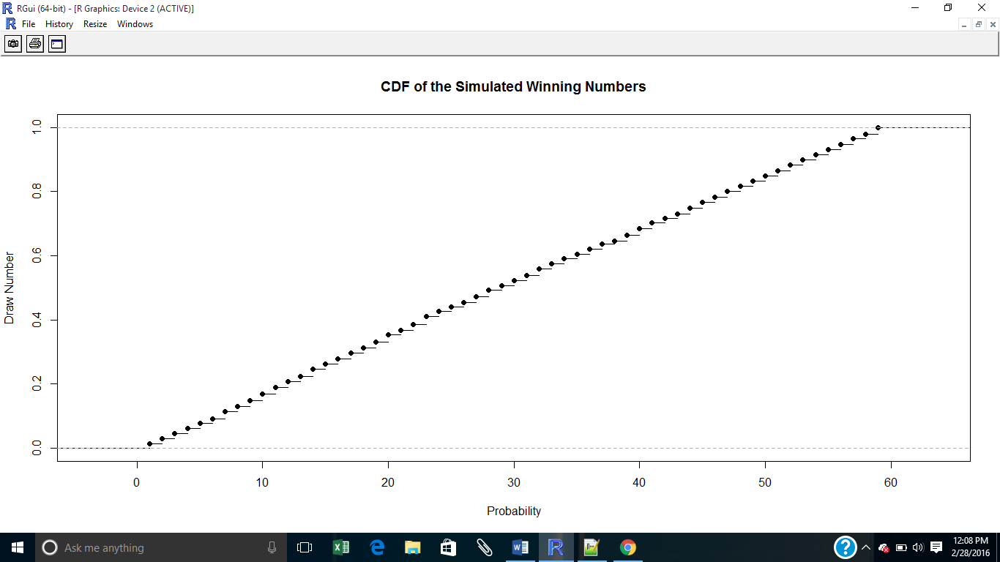 RGui (64-bit) - [R Graphics: Device 2 (ACTIVE)]
File History Resize Windows
CDF of the Simulated Winning Numbers
1.0
0.8
0.6
0.4
0.2
0.0
Draw Number
0 10 20 30 40 50 60
Probability
Ask me anything
12:08 PM
2/28/2016